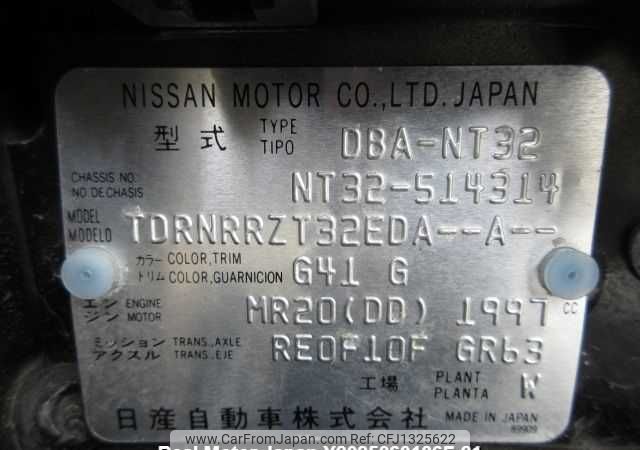 NISSAN MOTOR CO.,LTD. JAPAN
型式 TYPE TIPO DBA-NT32
CHASSIS NO. NO. DE CHASIS NT32-514314
MODEL MODELO TDRNRRZT32EDA--A--
カラー COLOR,TRIM トリム COLOR,GUARNICION G41 G
エンジン ENGINE MOTOR MR20(DD) 1997 CC
ミッション TRANS.,AXLE アクスル TRANS.,EJE RE0F10F GR63
工場 PLANT PLANTA W
日産自動車株式会社 MADE IN JAPAN
89909
www.CarFromJapan.com - CFJ1325622